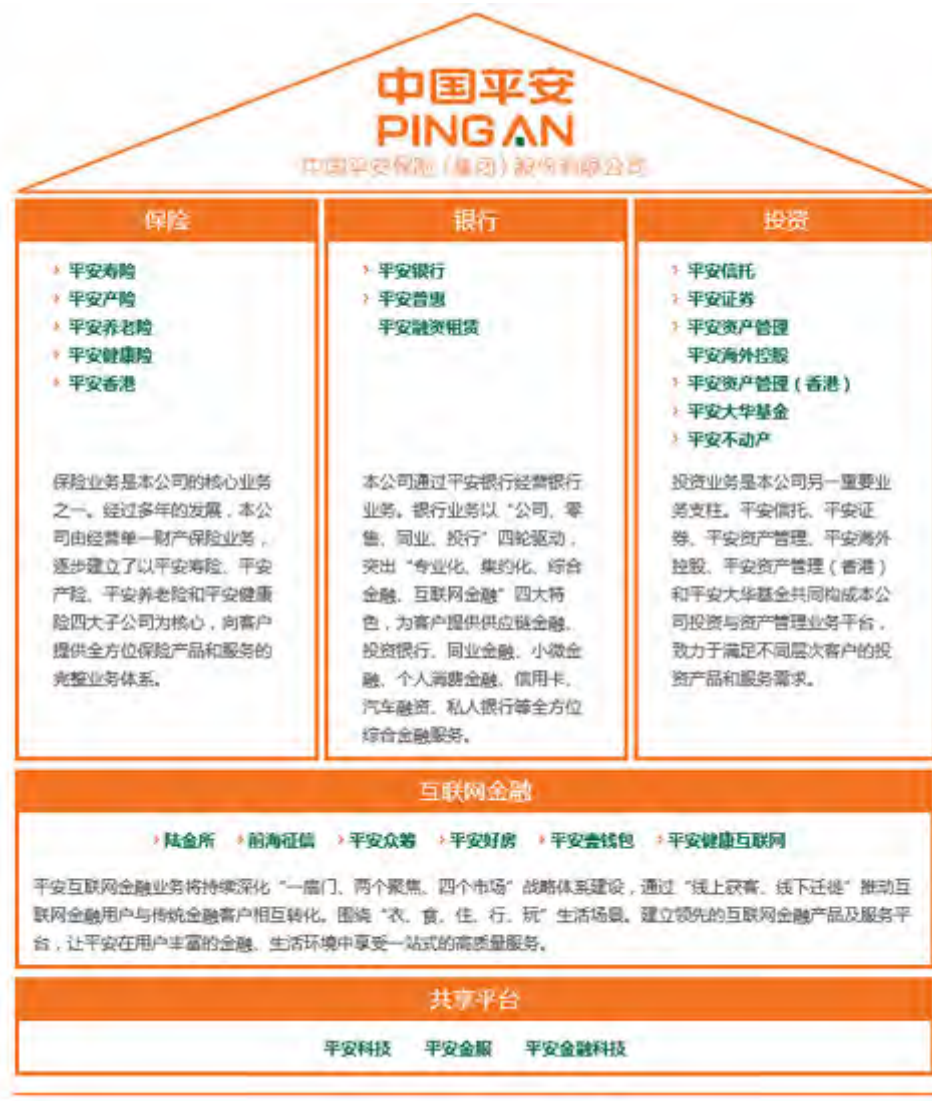 中国平安
PING AN
中国平安保险（集团）股份有限公司
保险
平安寿险
平安产险
平安养老险
平安健康险
平安香港
保险业务是本公司的核心业务
之一。经过多年的发展，本公
司由经营单一财产保险业务，
逐步建立了以平安寿险、平安
产险、平安养老险和平安健康
险四大子公司为核心，向客户
提供全方位保险产品和服务的
完整业务体系。
银行
平安银行
平安普惠
平安融资租赁
本公司通过平安银行经营银行
业务。银行业务以“公司、零
售、同业、投行”四轮驱动，
突出“专业化、集约化、综合
金融、互联网金融”四大特
色，为客户提供供应链金融、
投资银行、同业金融、小微金
融、个人消费金融、信用卡、
汽车融资、私人银行等全方位
综合金融服务。
投资
平安信托
平安证券
平安资产管理
平安海外控股
平安资产管理（香港）
平安大华基金
平安不动产
投资业务是本公司另一重要业
务支柱。平安信托、平安证
券、平安资产管理、平安海外
控股、平安资产管理（香港）
和平安大华基金共同构成本公
司投资与资产管理业务平台，
致力于满足不同层次客户的投
资产品和服务需求。
互联网金融
陆金所 前海征信 平安众筹 平安好房 平安壹钱包 平安健康互联网
平安互联网金融业务将持续深化“一扇门、两个聚焦、四个市场”战略体系建设，通过“线上获客、线下迁徙”推动互
联网金融用户与传统金融客户相互转化。围绕“衣、食、住、行、玩”生活场景。建立领先的互联网金融产品及服务平
台，让平安在用户丰富的金融、生活环境中享受一站式的高质量服务。
共享平台
平安科技 平安金服 平安金融科技